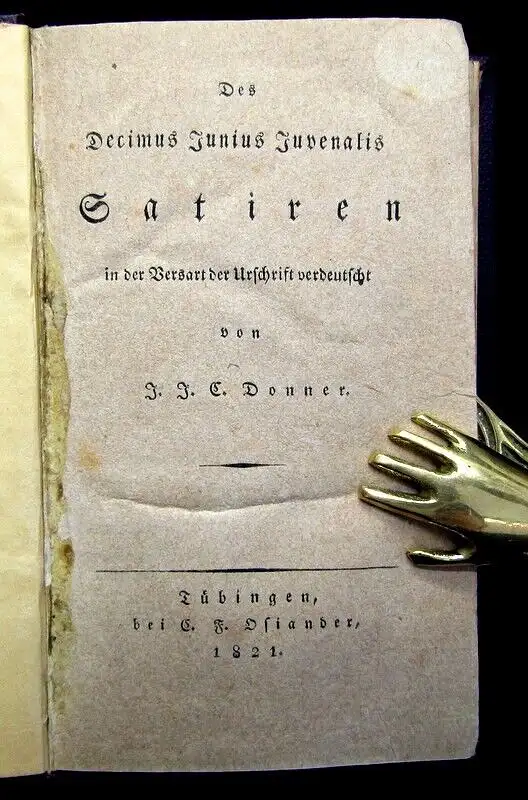 Des
Decimus Junius Juvenalis
Satiren
in der Versart der Urschrift verdeutscht
von
J. J. C. Donner.
Tübingen,
bei C. F. Osiander,
1821.